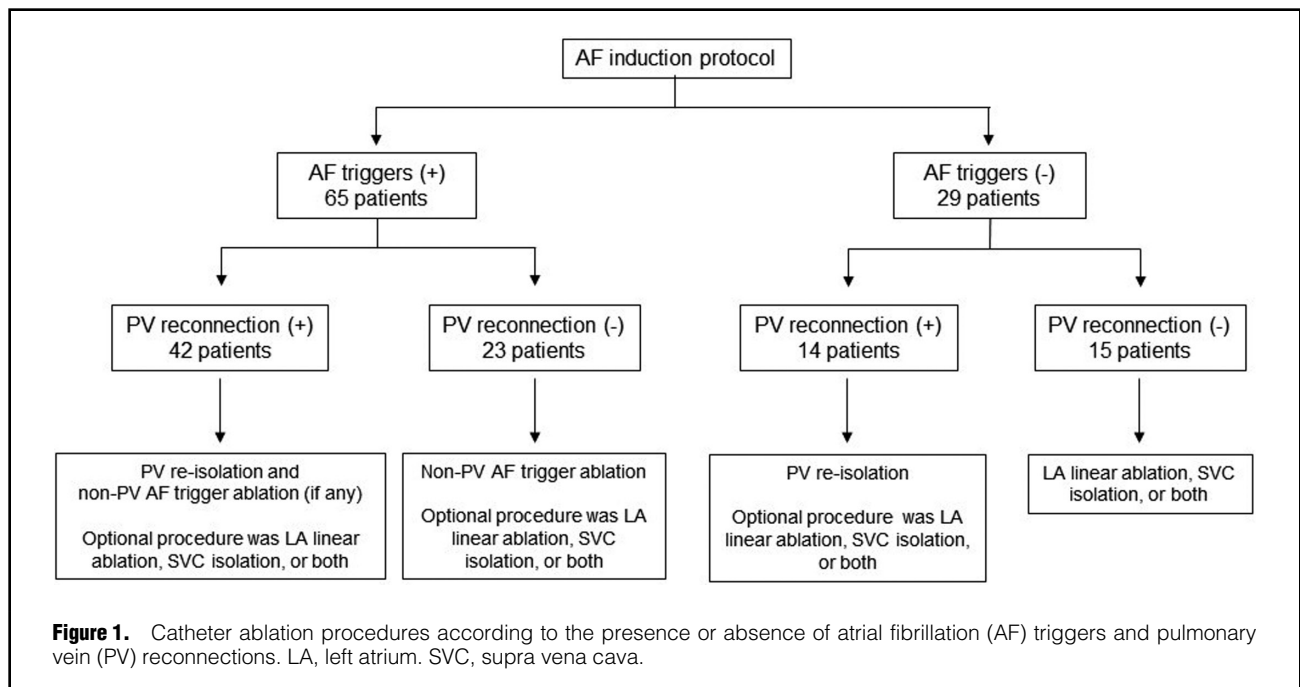 AF induction protocol
AF triggers (+)
65 patients
AF triggers (-)
29 patients
PV reconnection (+)
42 patients
PV reconnection (-)
23 patients
PV reconnection (+)
14 patients
PV reconnection (-)
15 patients
PV re-isolation and
non-PV AF trigger ablation (if any)
Optional procedure was LA linear
ablation, SVC isolation, or both
Non-PV AF trigger ablation
Optional procedure was LA
linear ablation, SVC
isolation, or both
PV re-isolation
Optional procedure was LA
linear ablation, SVC isolation,
or both
LA linear ablation, SVC
isolation, or both
Figure 1. Catheter ablation procedures according to the presence or absence of atrial fibrillation (AF) triggers and pulmonary
vein (PV) reconnections. LA, left atrium. SVC, supra vena cava.